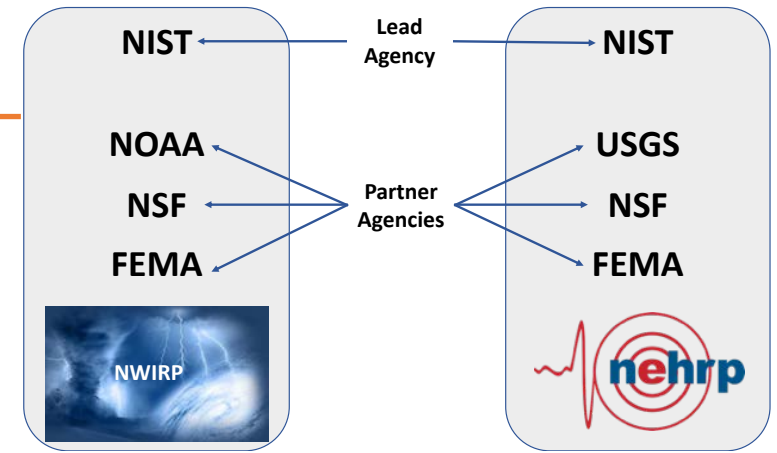 NIST
Lead
Agency
NIST
NOAA
NSF
FEMA
Partner
Agencies
USGS
NSF
FEMA
NWIRP
nehrp